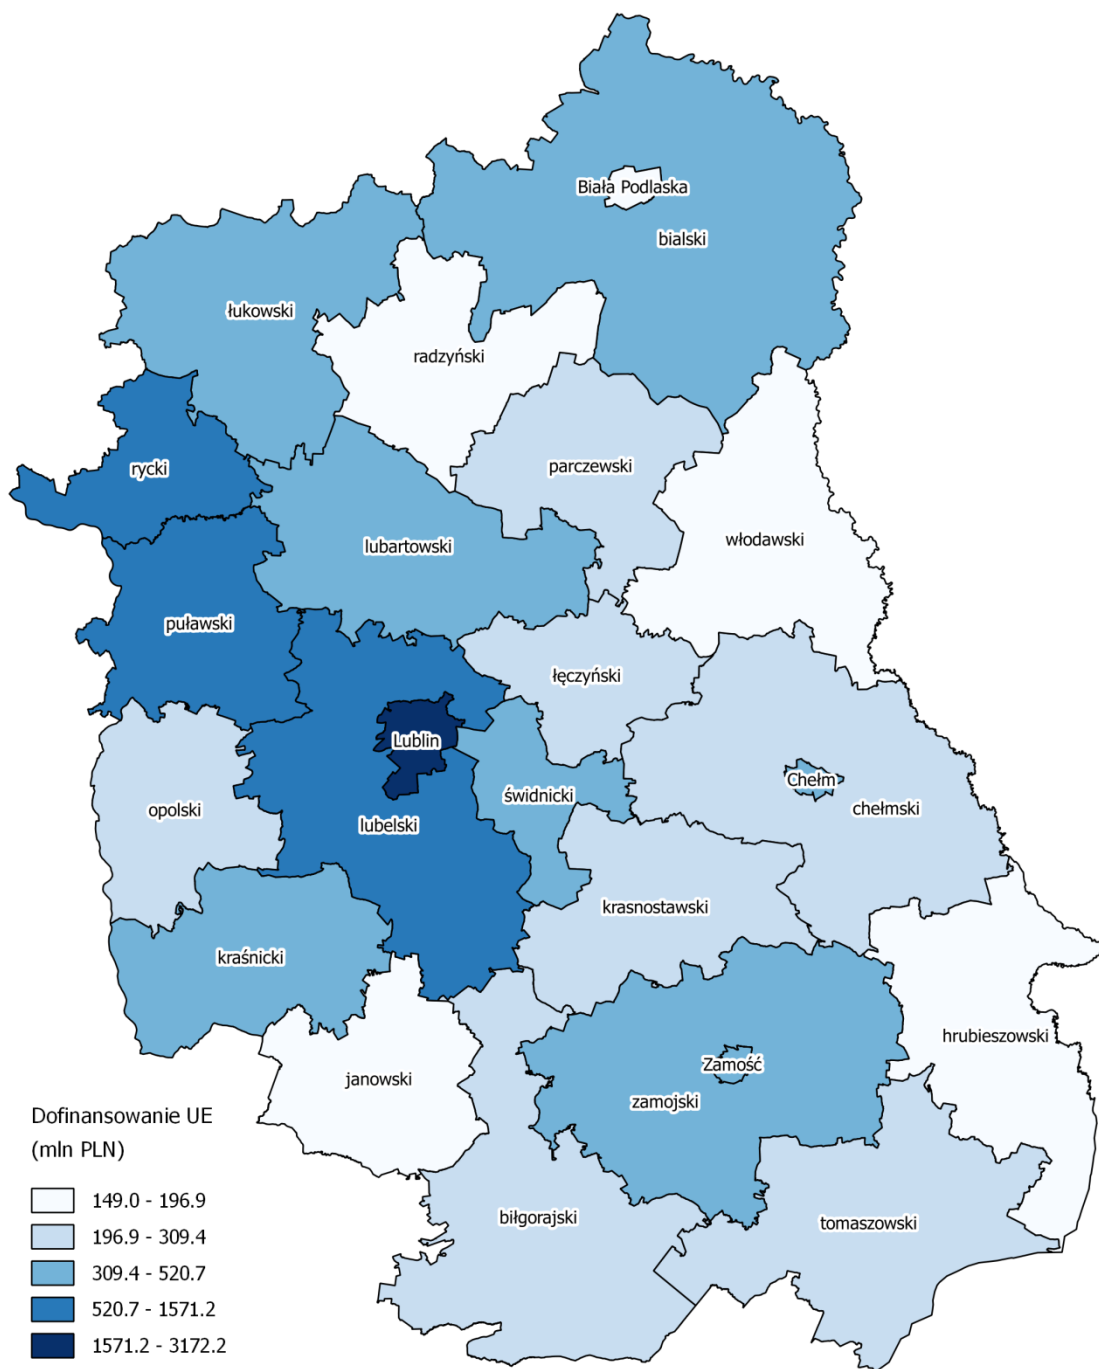 Biała Podlaska
bialski
łukowski
radzyński
parczewski
rycki
włodawski
lubartowski
puławski
łęczyński
Lublin
Chełm
świdnicki
opolski
chełmski
lubelski
krasnostawski
kraśnicki
hrubieszowski
Zamość
janowski
zamojski
biłgorajski
tomaszowski
Dofinansowanie UE
(mln PLN)
149.0 - 196.9
196.9 - 309.4
309.4 - 520.7
520.7 - 1571.2
1571.2 - 3172.2